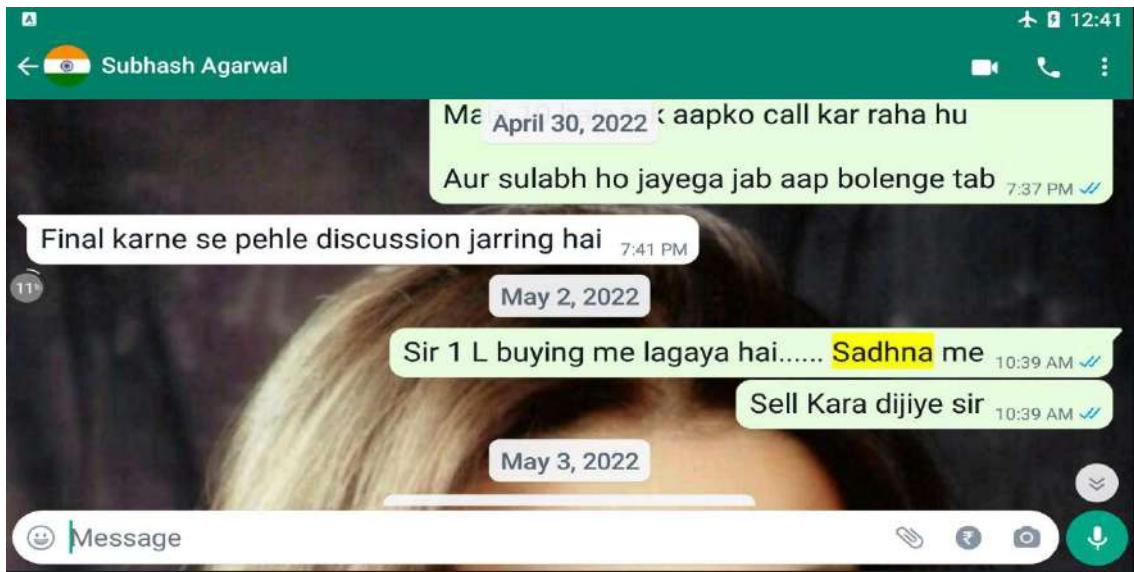 12:41
Subhash Agarwal
April 30, 2022
aapko call kar raha hu
Aur sulabh ho jayega jab aap bolenge tab 7:37 PM
Final karne se pehle discussion jarring hai 7:41 PM
11
May 2, 2022
Sir 1 L buying me lagaya hai...... Sadhna me 10:39 AM
Sell Kara dijiye sir 10:39 AM
May 3, 2022
Message